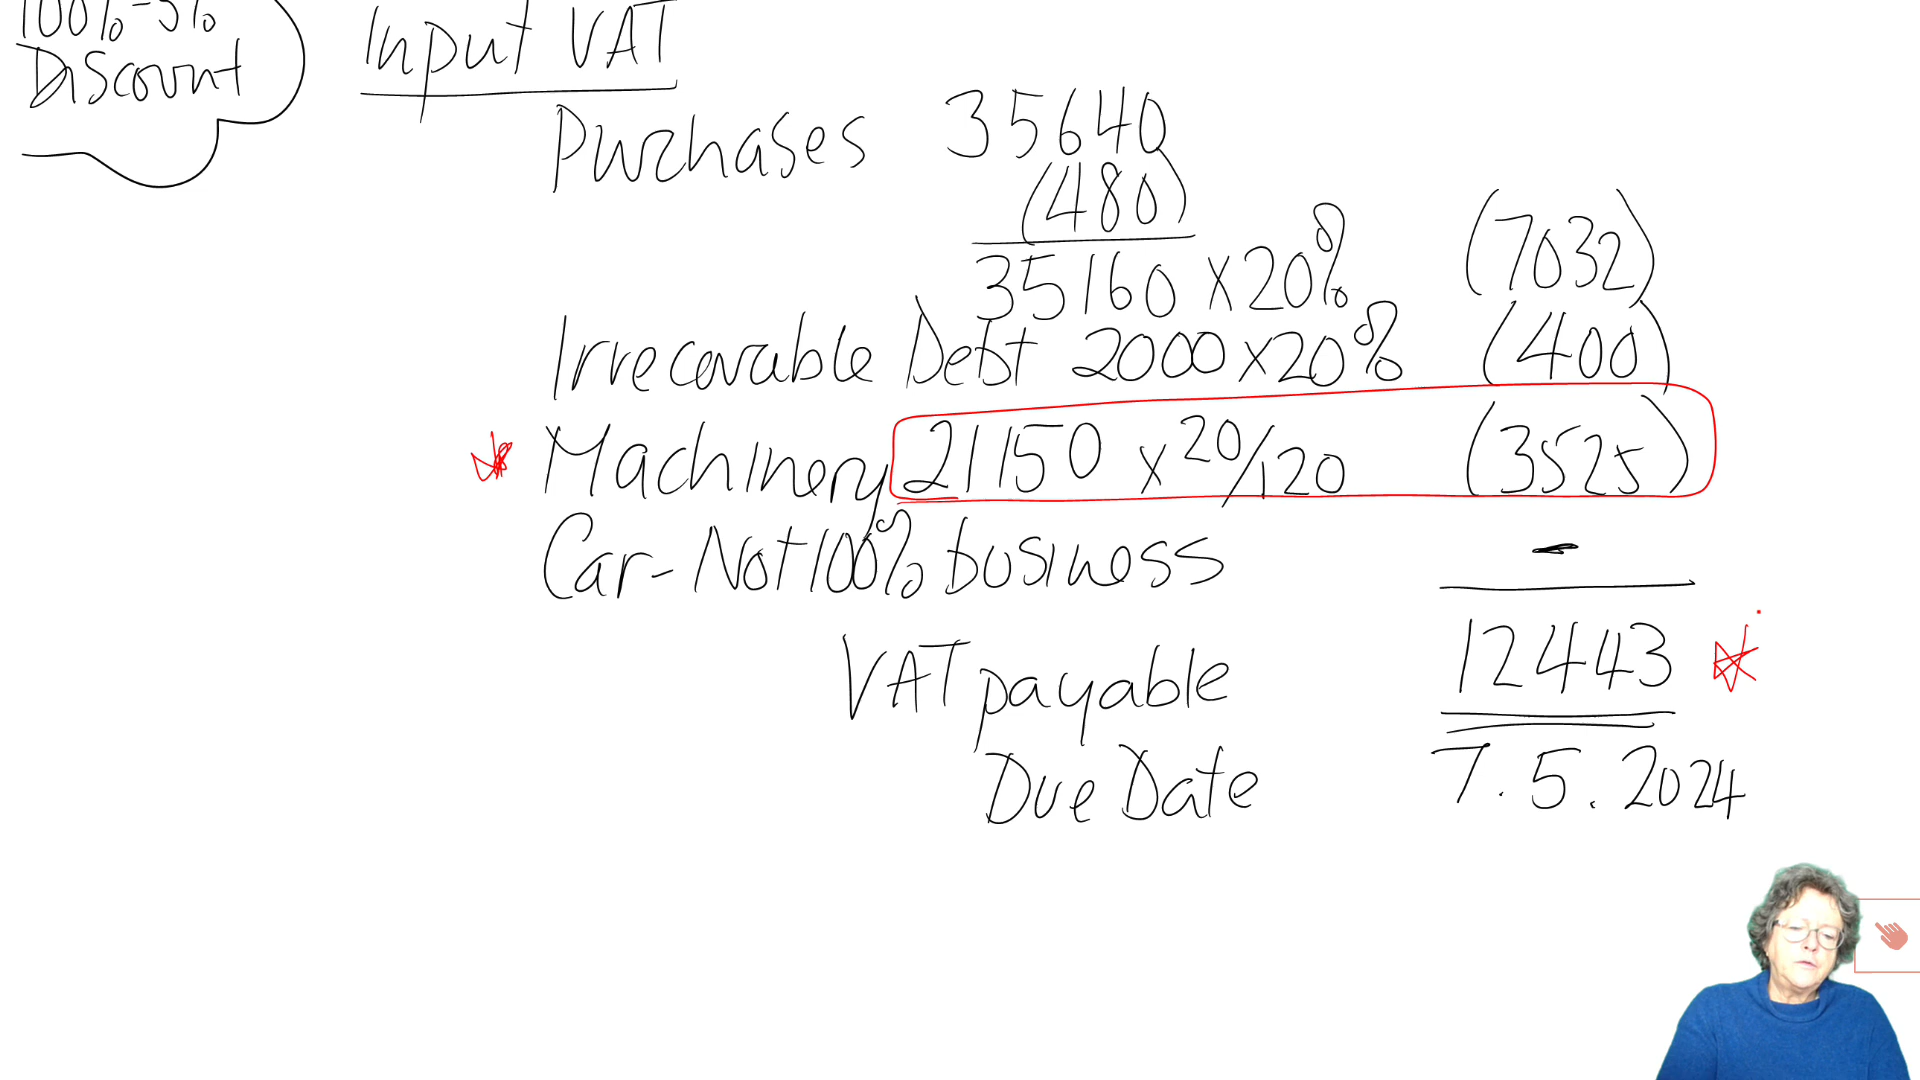 100%-5%
Discount
Input VAT
Purchases 35640
(480)
35160 x 20% (7032)
Irrecovable Debt 2000 x 20% (400)
Machinery 21150 x 20/120 (3525)
Car - Not 100% business -
VAT payable 12443
Due Date 7.5.2024